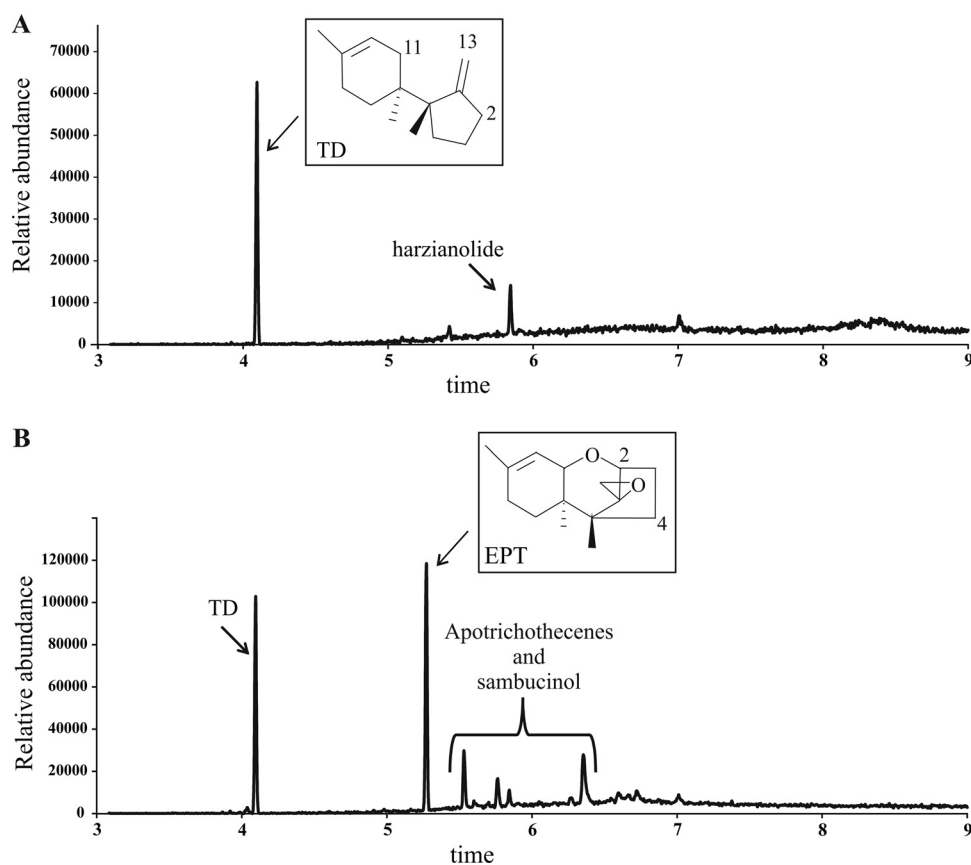 A
70000
60000
50000
40000
30000
20000
10000
0
Relative abundance
11
13
2
TD
harzianolide
3 4 5 6 7 8 9
time
B
120000
100000
80000
60000
40000
20000
0
Relative abundance
O 2
O
4
EPT
TD
Apotrichothecenes
and
sambucinol
3 4 5 6 7 8 9
time